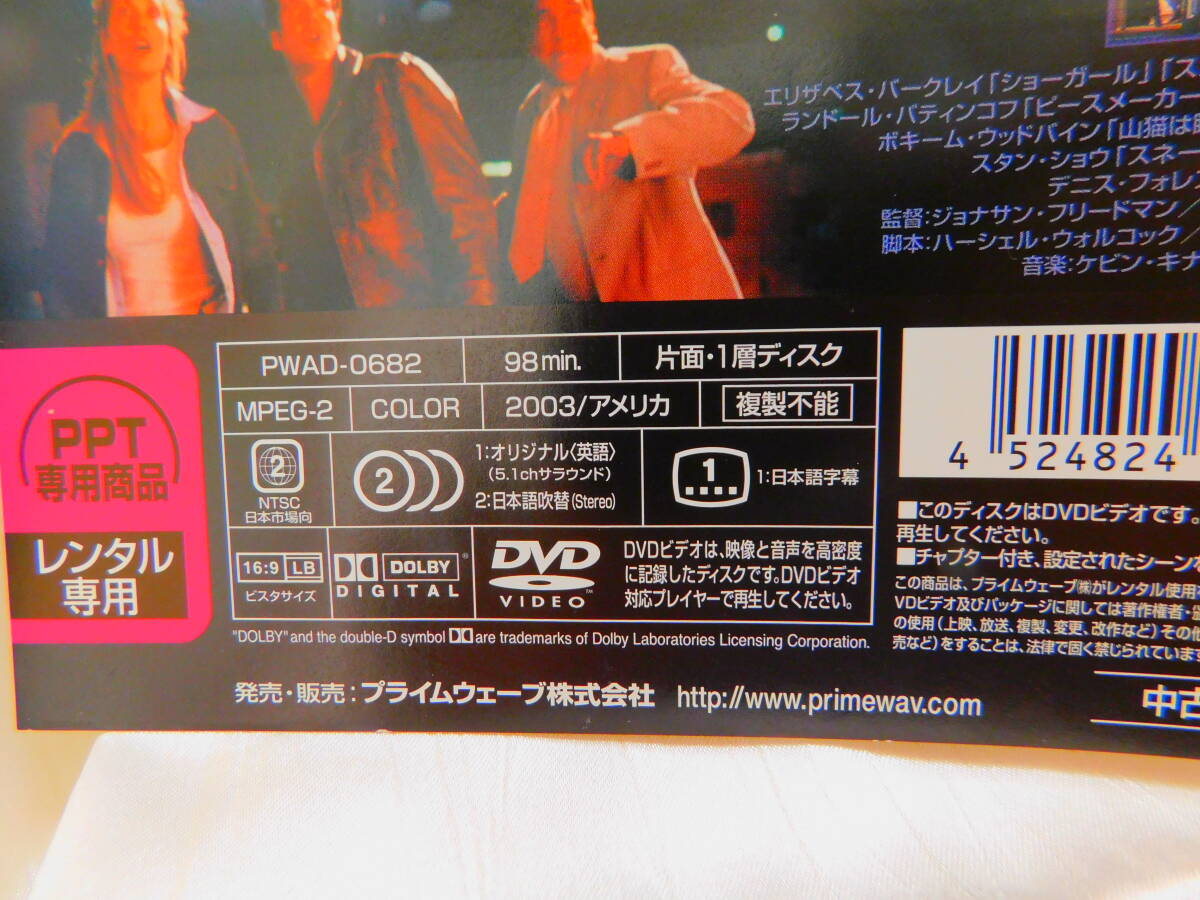 エリザベス・バークレイ「ショーガール」「ス
ランドール・バティンコフ「ピースメーカー
ボキーム・ウッドバイン「山猫は
スタン・ショウ「スネー
デニス・フォレ
監督:ジョナサン・フリードマン/
脚本:ハーシェル・ウォルコック/
音楽:ケビン・キナ
PPT
専用商品
レンタル
専用
PWAD-0682
98min.
片面・1層ディスク
MPEG-2
COLOR
2003/アメリカ
複製不能
2
NTSC
日本市場向
2
1:オリジナル〈英語〉
(5.1chサラウンド)
2:日本語吹替(Stereo)
1
1:日本語字幕
16:9 LB
ビスタサイズ
DOLBY
DIGITAL
DVD
VIDEO™
DVDビデオは、映像と音声を高密度
に記録したディスクです。DVDビデオ
対応プレイヤーで再生してください。
"DOLBY" and the double-D symbol are trademarks of Dolby Laboratories Licensing Corporation.
発売・販売:プライムウェーブ株式会社 http://www.primewav.com
4 524824
■このディスクはDVDビデオです。
再生してください。
■チャプター付き、設定されたシーンな
この商品は、プライムウェーブ㈱がレンタル使用
VDビデオ及びパッケージに関しては著作権者・
の使用(上映、放送、複製、変更、改作など)その他
売など)をすることは、法律で固く禁じられています
中古